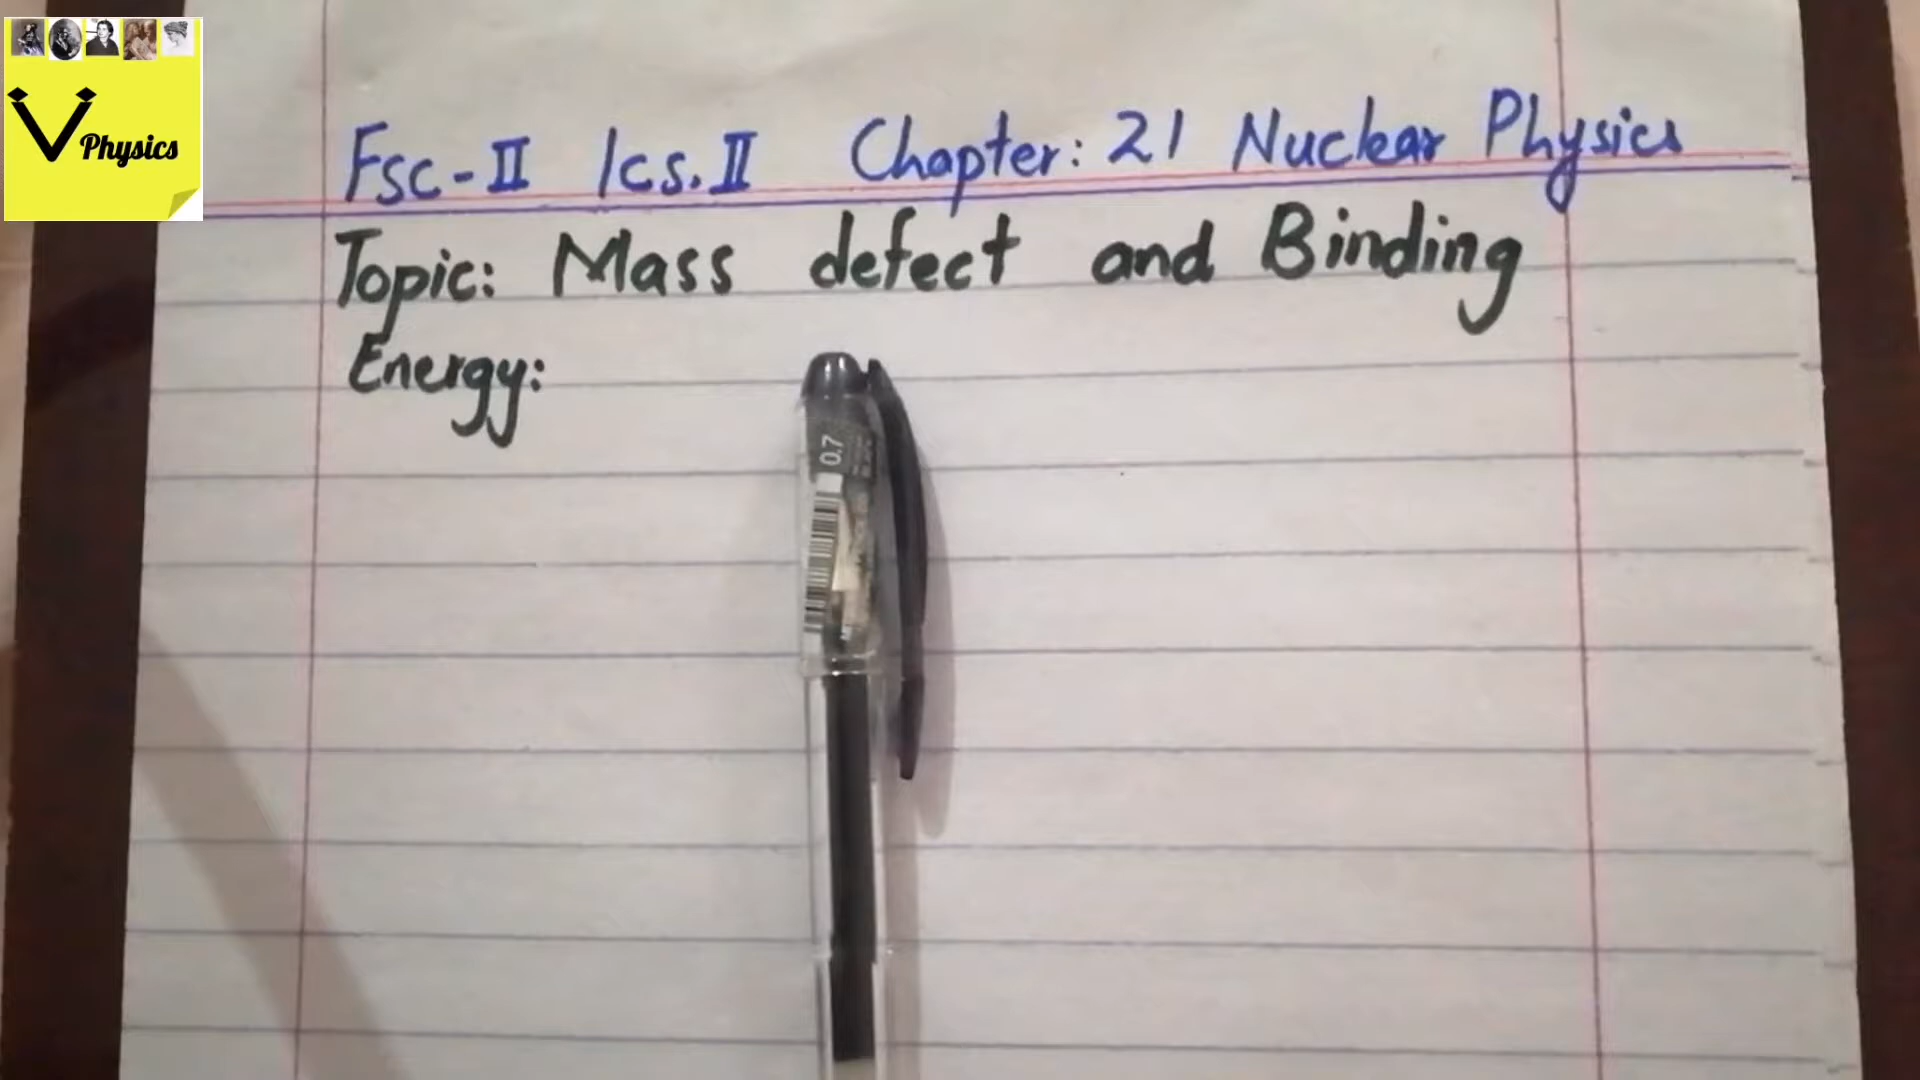 V Physics
Fsc-II Ics.II Chapter: 21 Nuclear Physics
Topic: Mass defect and Binding
Energy:
0.7